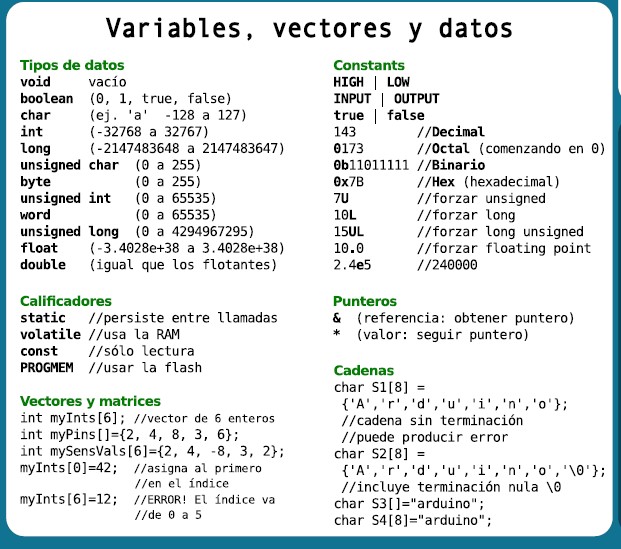 Variables, vectores y datos
Tipos de datos
void     vacío
boolean  (0, 1, true, false)
char     (ej. 'a'  -128 a 127)
int      (-32768 a 32767)
long     (-2147483648 a 2147483647)
unsigned char  (0 a 255)
byte           (0 a 255)
unsigned int   (0 a 65535)
word           (0 a 65535)
unsigned long  (0 a 4294967295)
float    (-3.4028e+38 a 3.4028e+38)
double   (igual que los flotantes)
Calificadores
static   //persiste entre llamadas
volatile //usa la RAM
const    //sólo lectura
PROGMEM  //usar la flash
Vectores y matrices
int myInts[6]; //vector de 6 enteros
int myPins[]={2, 4, 8, 3, 6};
int mySensVals[6]={2, 4, -8, 3, 2};
myInts[0]=42;  //asigna al primero
//en el índice
myInts[6]=12;  //ERROR! El índice va
//de 0 a 5
Constants
HIGH | LOW
INPUT | OUTPUT
true | false
143        //Decimal
0173       //Octal (comenzando en 0)
0b11011111 //Binario
0x7B       //Hex (hexadecimal)
7U         //forzar unsigned
10L        //forzar long
15UL       //forzar long unsigned
10.0       //forzar floating point
2.4e5      //240000
Punteros
&  (referencia: obtener puntero)
*  (valor: seguir puntero)
Cadenas
char S1[8] =
{'A','r','d','u','i','n','o'};
//cadena sin terminación
//puede producir error
char S2[8] =
{'A','r','d','u','i','n','o','\0'};
//incluye terminación nula \0
char S3[]="arduino";
char S4[8]="arduino";